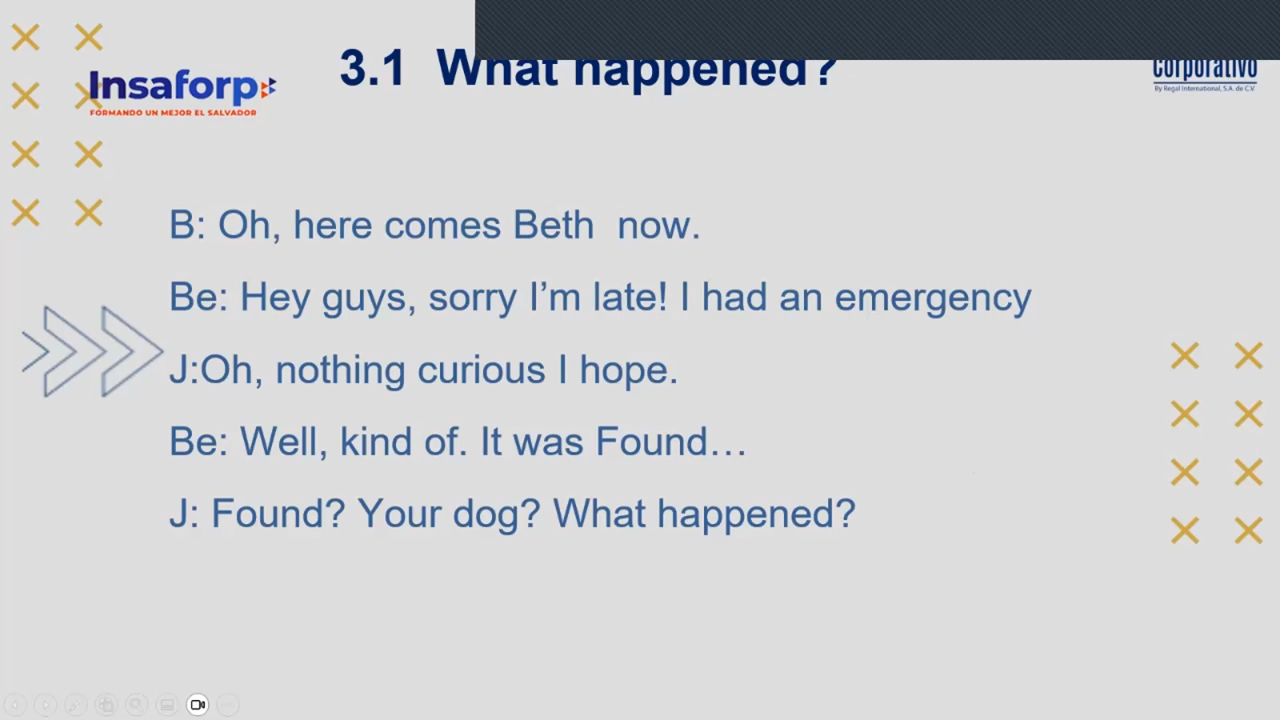 3.1 What happened?
Insaforp
FORMANDO UN MEJOR EL SALVADOR
Corporativo
By Regal International, S.A. de C.V.
B: Oh, here comes Beth now.
Be: Hey guys, sorry I’m late! I had an emergency
J:Oh, nothing curious I hope.
Be: Well, kind of. It was Found…
J: Found? Your dog? What happened?